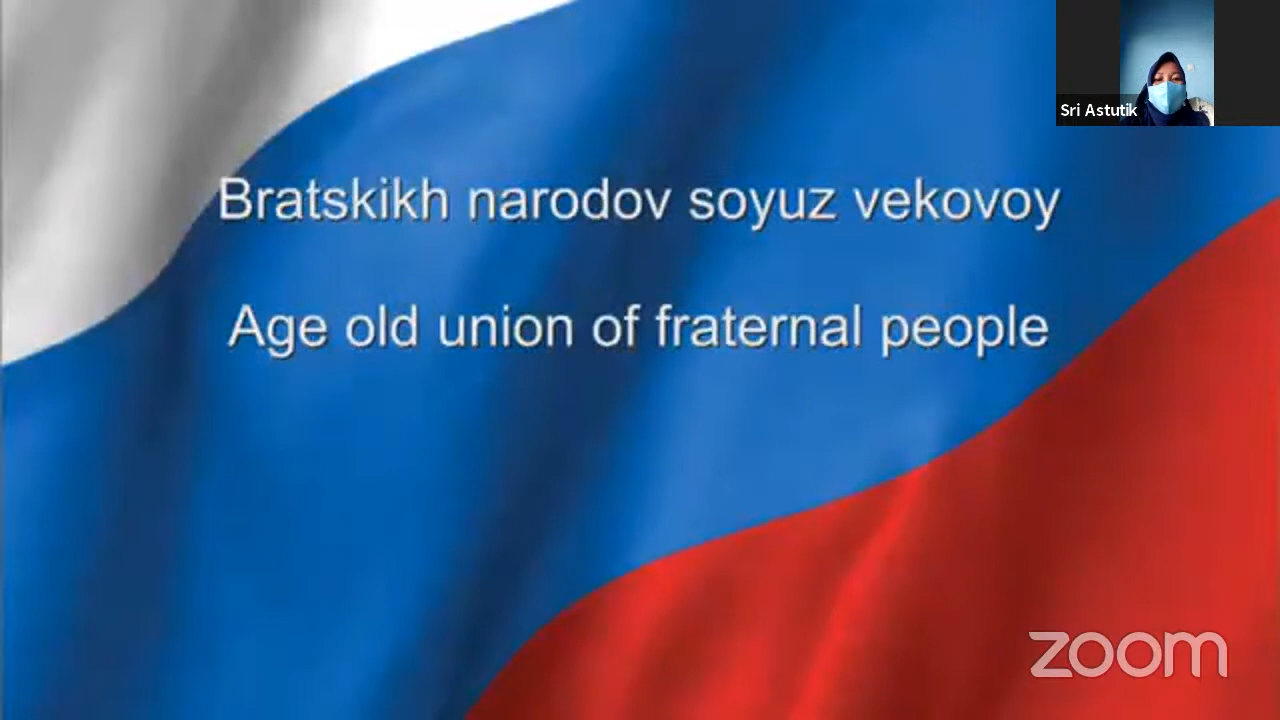 Sri Astutik
Bratskikh narodov soyuz vekovoy
Age old union of fraternal people
zoom